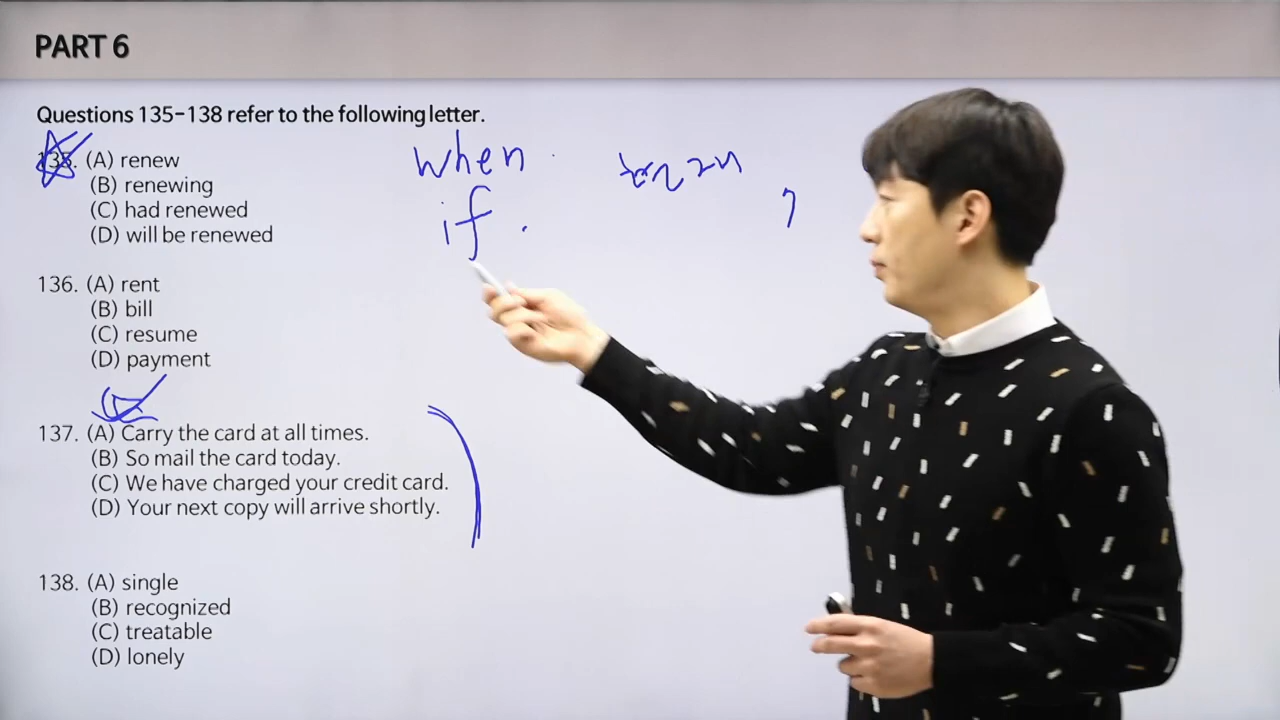 PART 6
Questions 135-138 refer to the following letter.
135. (A) renew
(B) renewing
(C) had renewed
(D) will be renewed
when
if
136. (A) rent
(B) bill
(C) resume
(D) payment
137. (A) Carry the card at all times.
(B) So mail the card today.
(C) We have charged your credit card.
(D) Your next copy will arrive shortly.
138. (A) single
(B) recognized
(C) treatable
(D) lonely